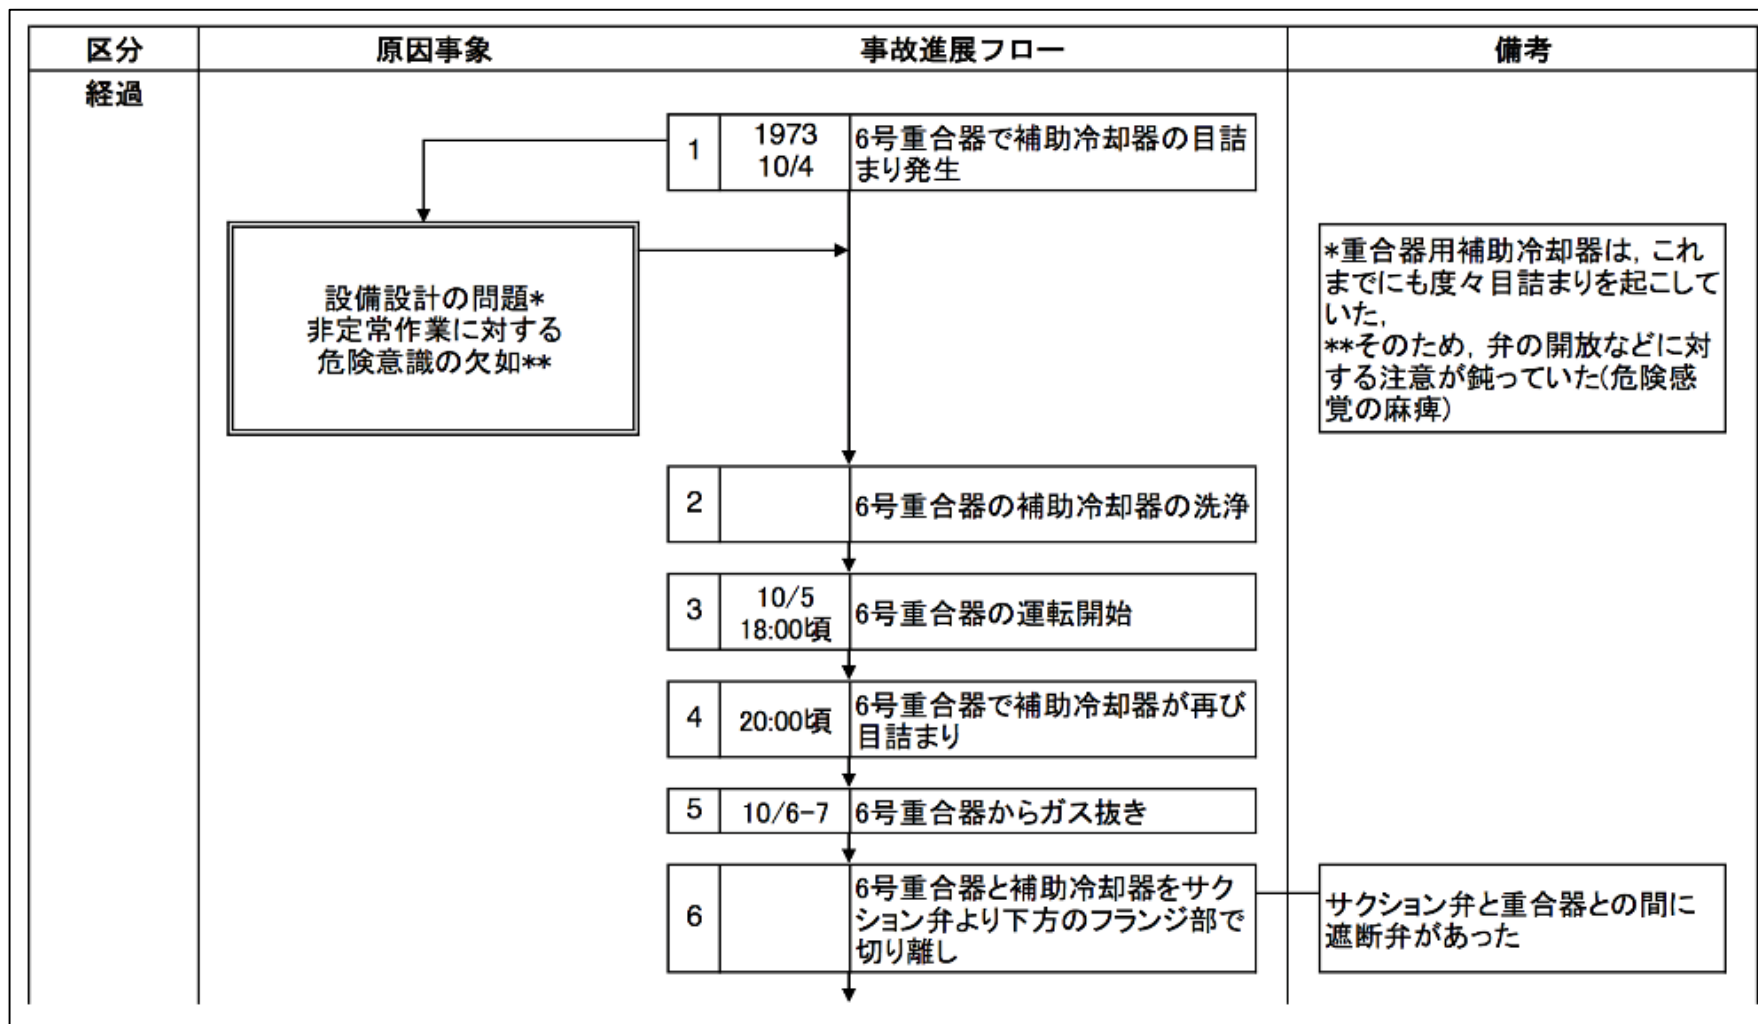 区分
原因事象
事故進展フロー
備考
経過
1
1973
10/4
6号重合器で補助冷却器の目詰
まり発生
設備設計の問題*
非定常作業に対する
危険意識の欠如**
*重合器用補助冷却器は, これ
までにも度々目詰まりを起こして
いた,
**そのため, 弁の開放などに対
する注意が鈍っていた(危険感
覚の麻痺)
2
6号重合器の補助冷却器の洗浄
3
10/5
18:00頃
6号重合器の運転開始
4
20:00頃
6号重合器で補助冷却器が再び
目詰まり
5
10/6-7
6号重合器からガス抜き
6
6号重合器と補助冷却器をサク
ション弁より下方のフランジ部で
切り離し
サクション弁と重合器との間に
遮断弁があった